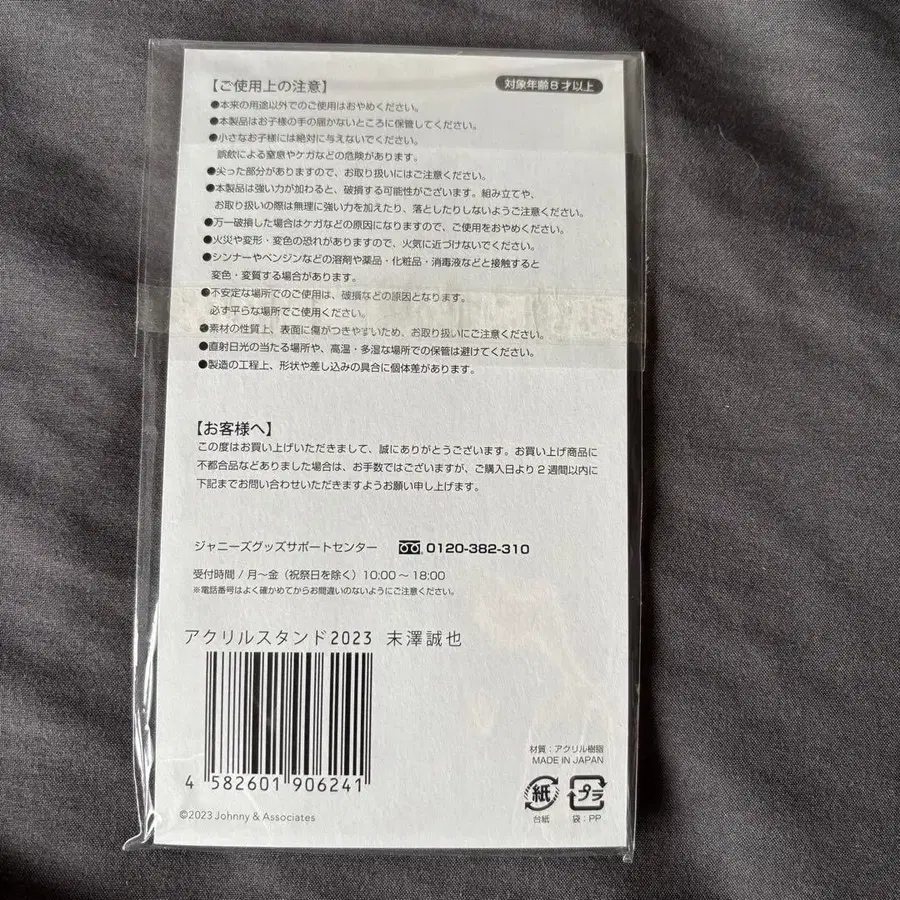 【ご使用上の注意】
対象年齢8才以上
●本来の用途以外でのご使用はおやめください。
●本製品はお子様の手の届かないところに保管してください。
●小さなお子様には絶対に与えないでください。
誤飲による窒息やケガなどの危険があります。
●尖った部分がありますので、お取り扱いにはご注意ください。
●本製品は強い力が加わると、破損する可能性がございます。組み立てや、
お取り扱いの際は無理に強い力を加えたり、落としたりしないようご注意ください。
●万一破損した場合はケガなどの原因になりますので、ご使用をおやめください。
●火災や変形・変色の恐れがありますので、火気に近づけないでください。
●シンナーやベンジンなどの溶剤や薬品・化粧品・消毒液などと接触すると
変色・変質する場合があります。
●不安定な場所でのご使用は、破損などの原因となります。
必ず平らな場所でご使用ください。
●素材の性質上、表面に傷がつきやすいため、お取り扱いにご注意ください。
●直射日光の当たる場所や、高温・多湿な場所での保管は避けてください。
●製造の工程上、形状や差し込みの具合に個体差があります。
【お客様へ】
この度はお買い上げいただきまして、誠にありがとうございます。お買い上げ商品に
不都合品などありました場合は、お手数ではございますが、ご購入日より2週間以内に
下記までお問い合わせいただきますようお願い申し上げます。
ジャニーズグッズサポートセンター 0120-382-310
受付時間 / 月〜金（祝祭日を除く）10:00〜18:00
※電話番号はよく確かめてからお間違いのないようにご注意ください。
アクリルスタンド2023 末澤誠也
4 582601 906241
材質：アクリル樹脂
MADE IN JAPAN
紙 プラ
台紙 袋：PP
©2023 Johnny & Associates